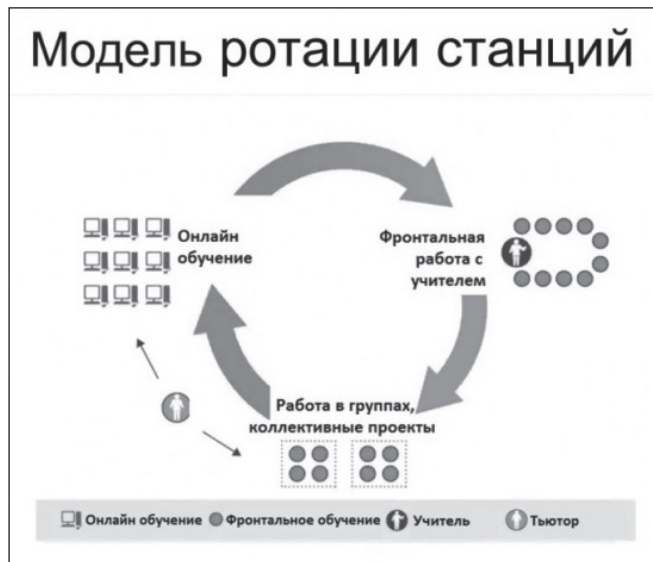 Модель ротации станций
Онлайн
обучение
Фронтальная
работа с
учителем
Работа в группах,
коллективные проекты
Онлайн обучение Фронтальное обучение Учитель Тьютор